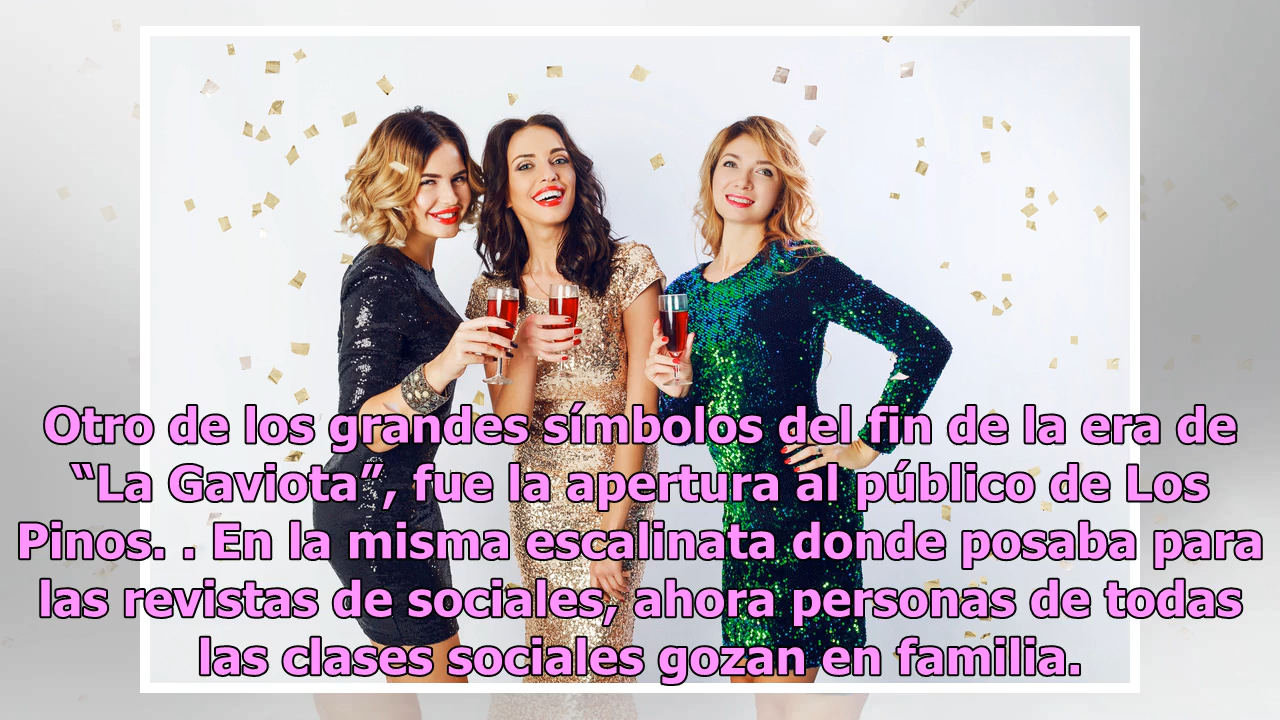 Otro de los grandes símbolos del fin de la era de
“La Gaviota”, fue la apertura al público de Los
Pinos. . En la misma escalinata donde posaba para
las revistas de sociales, ahora personas de todas
las clases sociales gozan en familia.